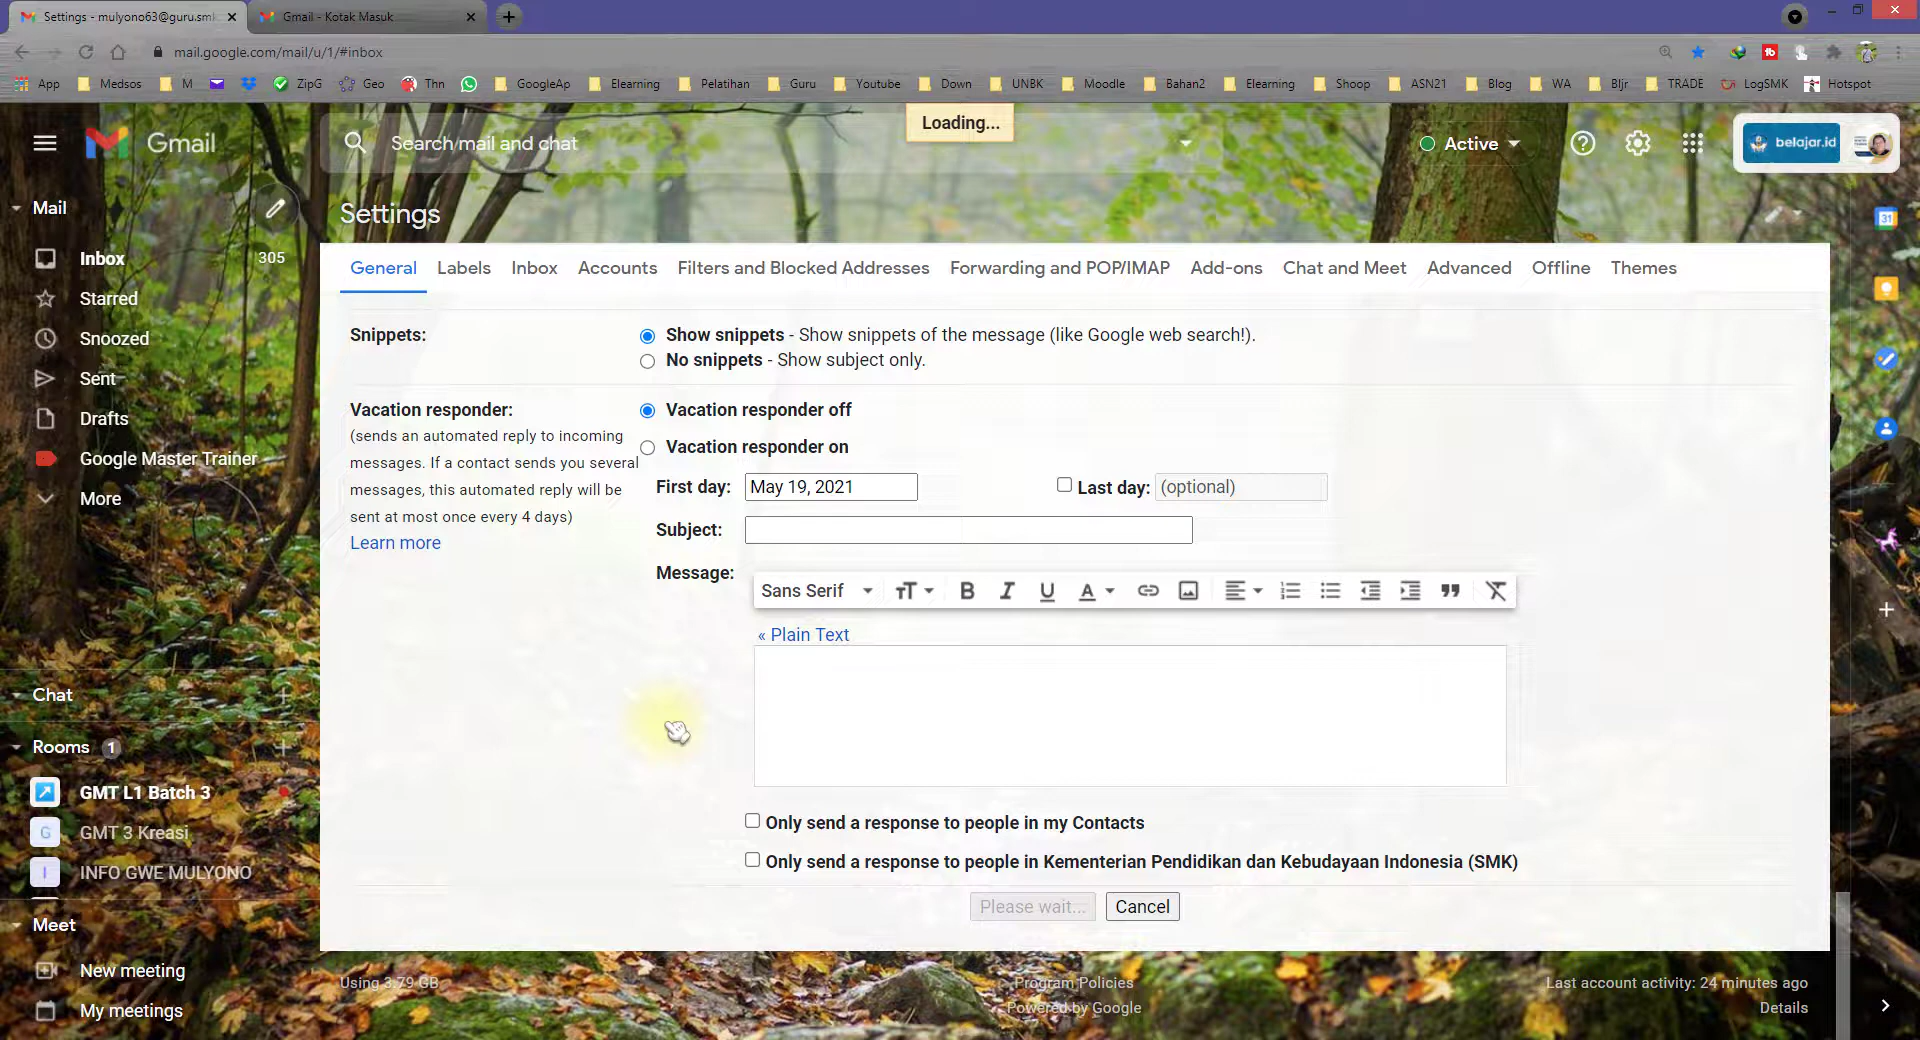 Settings - mulyono63@guru.sml
Gmail - Kotak Masuk
mail.google.com/mail/u/1/#inbox
App Medsos M ZipG Geo Thn GoogleAp Elearning Pelatihan Guru Youtube Down UNBK Moodle Bahan2 Elearning Shoop ASN21 Blog WA Bljr TRADE LogSMK Hotspot
Loading...
Gmail
Search mail and chat
Active
belajar.id
Mail
Inbox 305
Starred
Snoozed
Sent
Drafts
Google Master Trainer
More
Chat
Rooms 1
GMT L1 Batch 3
G GMT 3 Kreasi
I INFO GWE MULYONO
Meet
New meeting
My meetings
Settings
General Labels Inbox Accounts Filters and Blocked Addresses Forwarding and POP/IMAP Add-ons Chat and Meet Advanced Offline Themes
Snippets:
Show snippets - Show snippets of the message (like Google web search!).
No snippets - Show subject only.
Vacation responder:
(sends an automated reply to incoming
messages. If a contact sends you several
messages, this automated reply will be
sent at most once every 4 days)
Learn more
Vacation responder off
Vacation responder on
First day: May 19, 2021
Last day: (optional)
Subject:
Message:
Sans Serif
« Plain Text
Only send a response to people in my Contacts
Only send a response to people in Kementerian Pendidikan dan Kebudayaan Indonesia (SMK)
Please wait... Cancel
Using 3.79 GB
Program Policies
Powered by Google
Last account activity: 24 minutes ago
Details
31